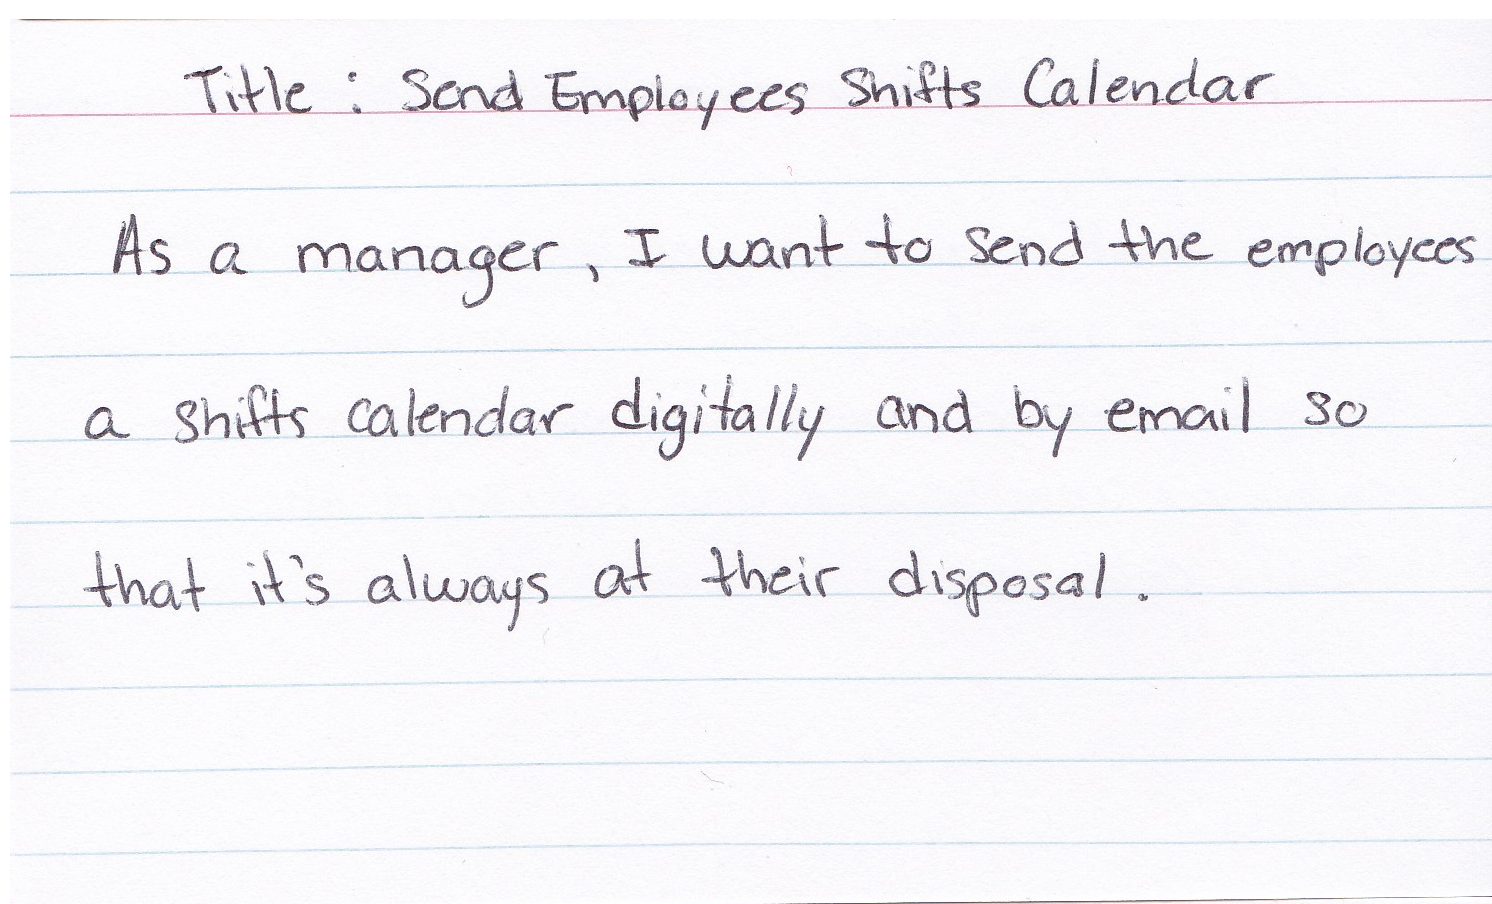 Title : Send Employees Shifts Calendar
As a manager, I want to send the employees
a shifts calendar digitally and by email so
that it's always at their disposal.